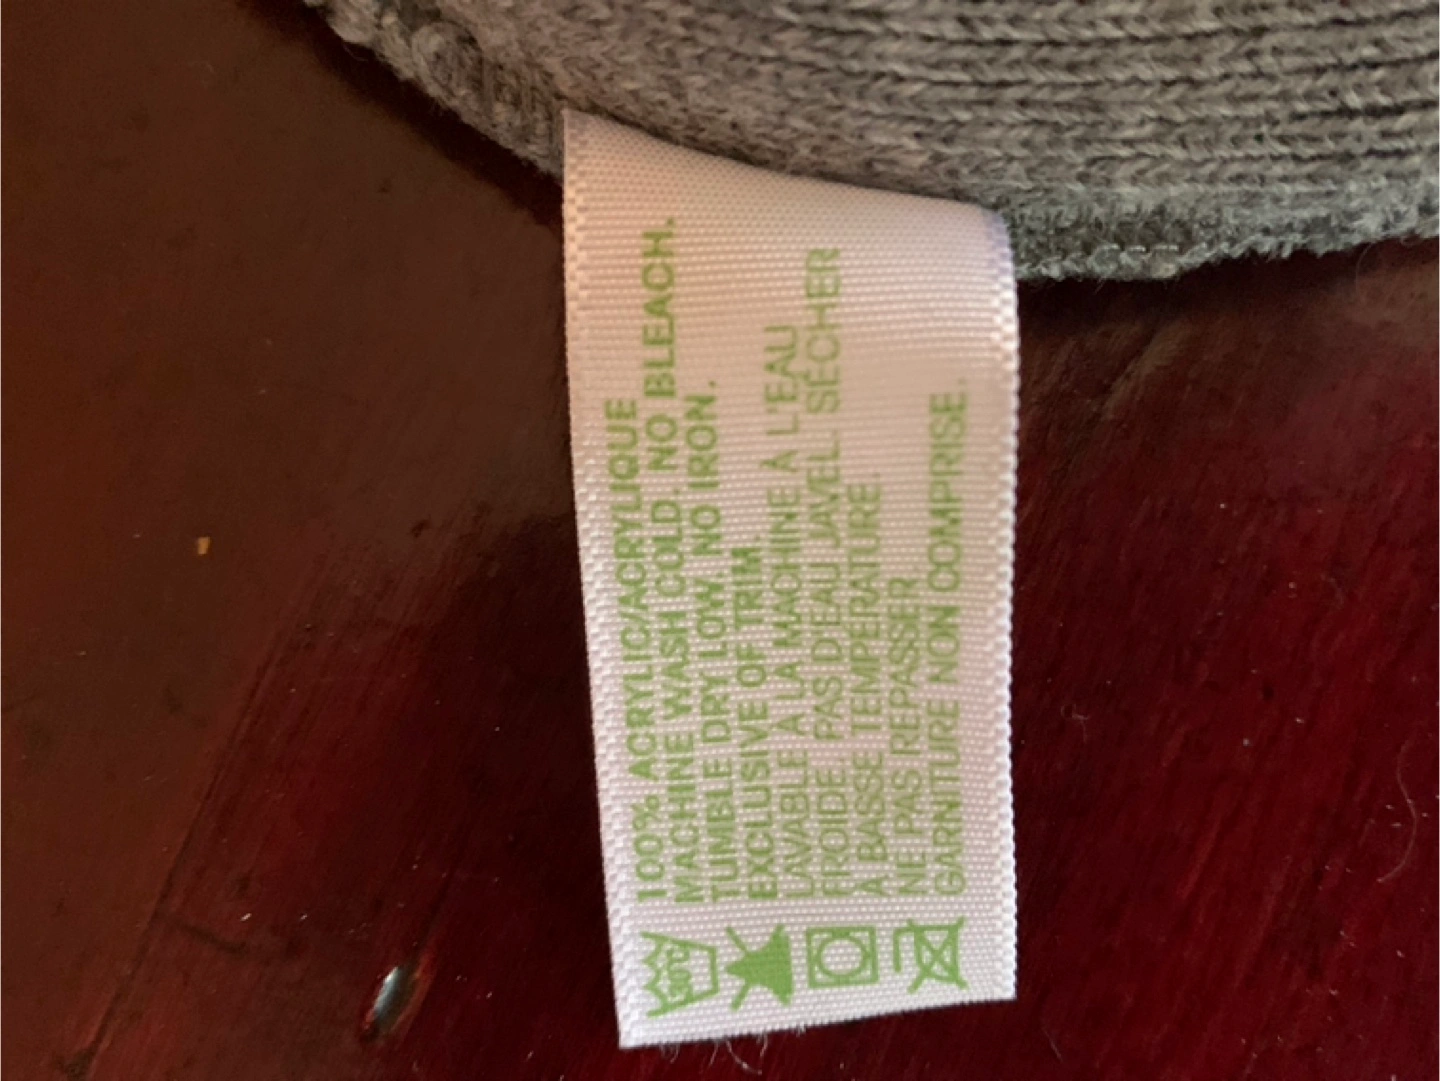 100% ACRYLIC/ACRYLIQUE
MACHINE WASH COLD. NO BLEACH.
TUMBLE DRY LOW. NO IRON.
EXCLUSIVE OF TRIM.
LAVABLE À LA MACHINE À L'EAU
FROIDE. PAS D'EAU JAVEL. SÉCHER
À BASSE TEMPÉRATURE.
NE PAS REPASSER.
GARNITURE NON COMPRISE.
30°C